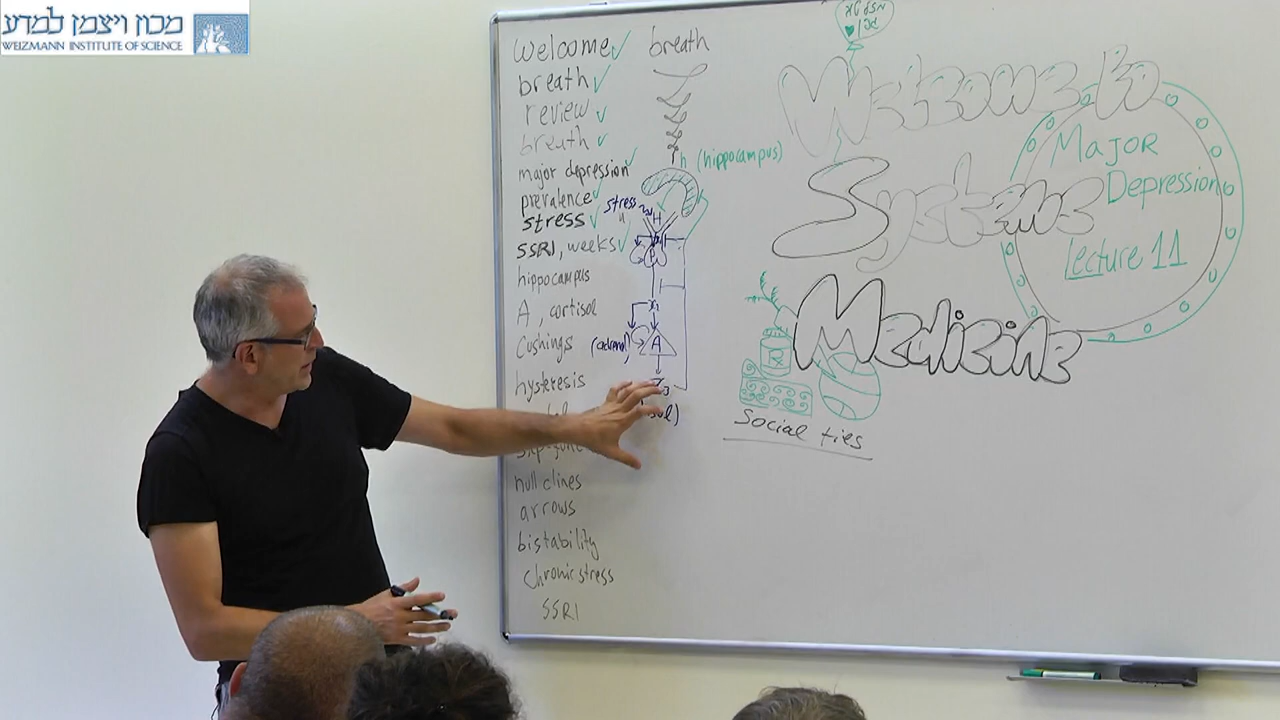 מכון ויצמן למדע
WEIZMANN INSTITUTE OF SCIENCE
welcome ✓
breath ✓
review ✓
breath ✓
major depression ✓
prevalence ✓
stress ✓
SSRI, weeks ✓
hippocampus
A, cortisol
Cushings
hysteresis
null clines
arrows
bistability
chronic stress
SSRI
breath
h (hippocampus)
stress
u
H
P
x1
A
Welcome to
Systems
Medicine
Major
Depression
Lecture 11
Social ties